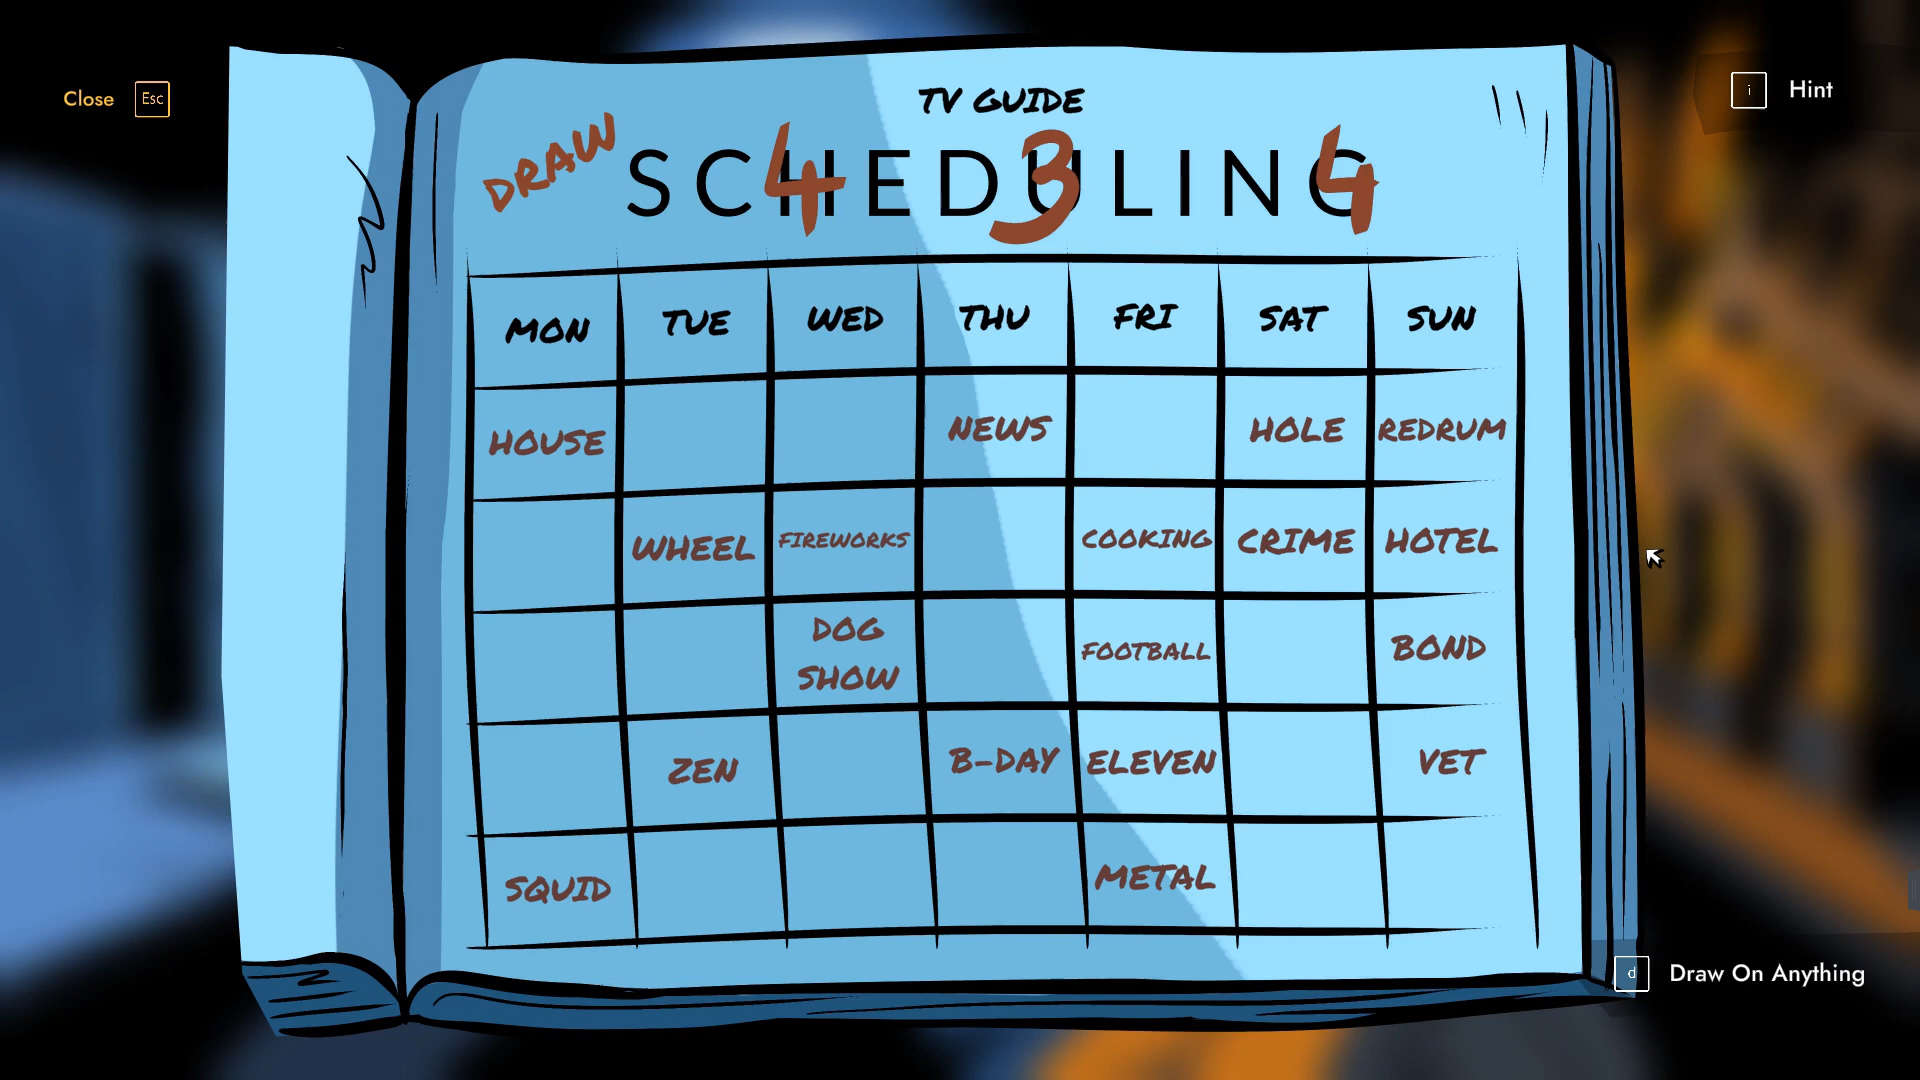 Close Esc
i Hint
TV GUIDE
DRAW
SCHEDULING
4 3 4
MON TUE WED THU FRI SAT SUN
HOUSE NEWS HOLE REDRUM
WHEEL FIREWORKS COOKING CRIME HOTEL
DOG
SHOW FOOTBALL BOND
ZEN B-DAY ELEVEN VET
SQUID METAL
d Draw On Anything